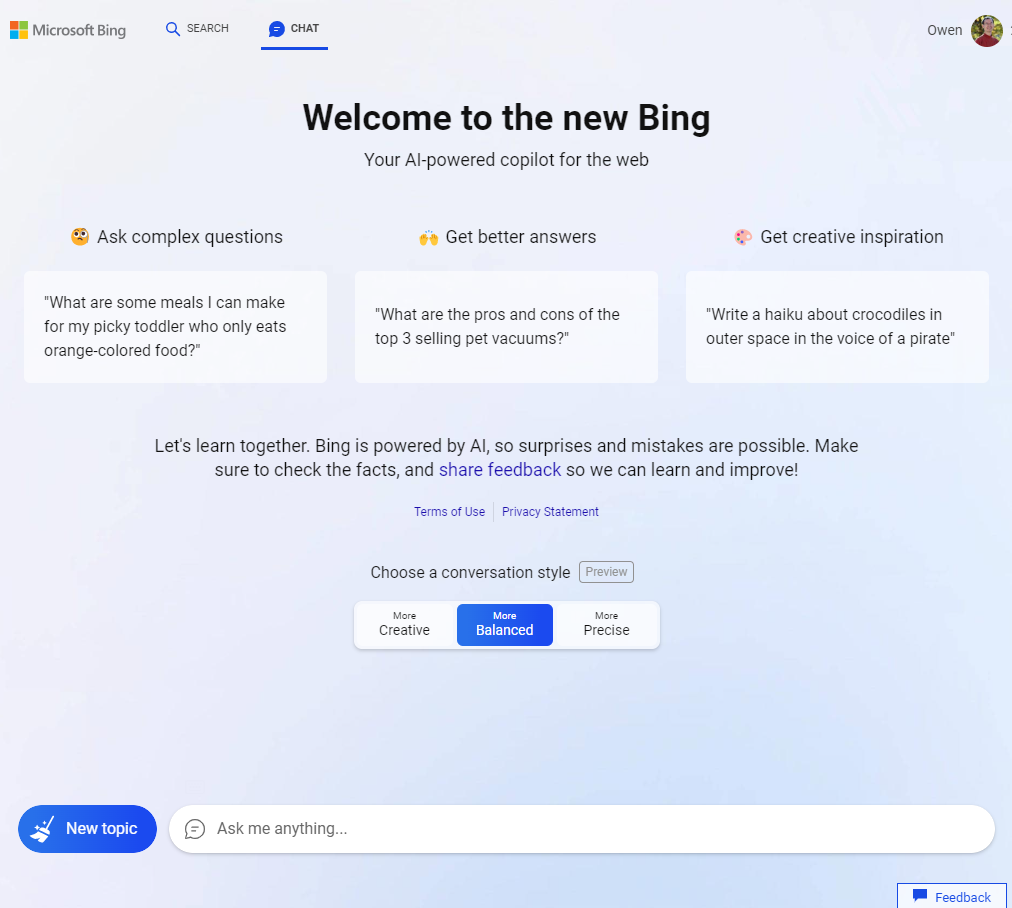 Microsoft Bing
SEARCH
CHAT
Owen
Welcome to the new Bing
Your AI-powered copilot for the web
Ask complex questions
Get better answers
Get creative inspiration
"What are some meals I can make
for my picky toddler who only eats
orange-colored food?"
"What are the pros and cons of the
top 3 selling pet vacuums?"
"Write a haiku about crocodiles in
outer space in the voice of a pirate"
Let's learn together. Bing is powered by AI, so surprises and mistakes are possible. Make
sure to check the facts, and share feedback so we can learn and improve!
Terms of Use
Privacy Statement
Choose a conversation style Preview
More
Creative
More
Balanced
More
Precise
New topic
Ask me anything...
Feedback